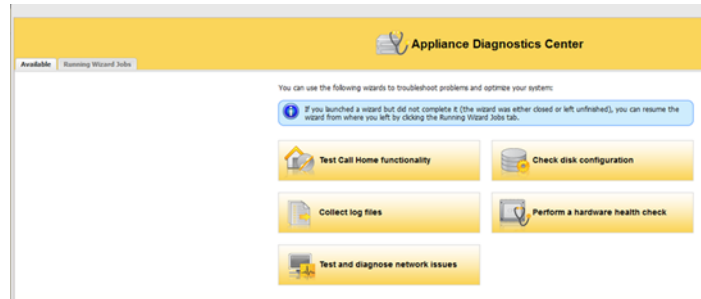 Appliance Diagnostics Center
Available Running Wizard Jobs
You can use the following wizards to troubleshoot problems and optimize your system:
If you launched a wizard but did not complete it (the wizard was either closed or left unfinished), you can resume the
wizard from where you left by clicking the Running Wizard Jobs tab.
Test Call Home functionality
Check disk configuration
Collect log files
Perform a hardware health check
Test and diagnose network issues